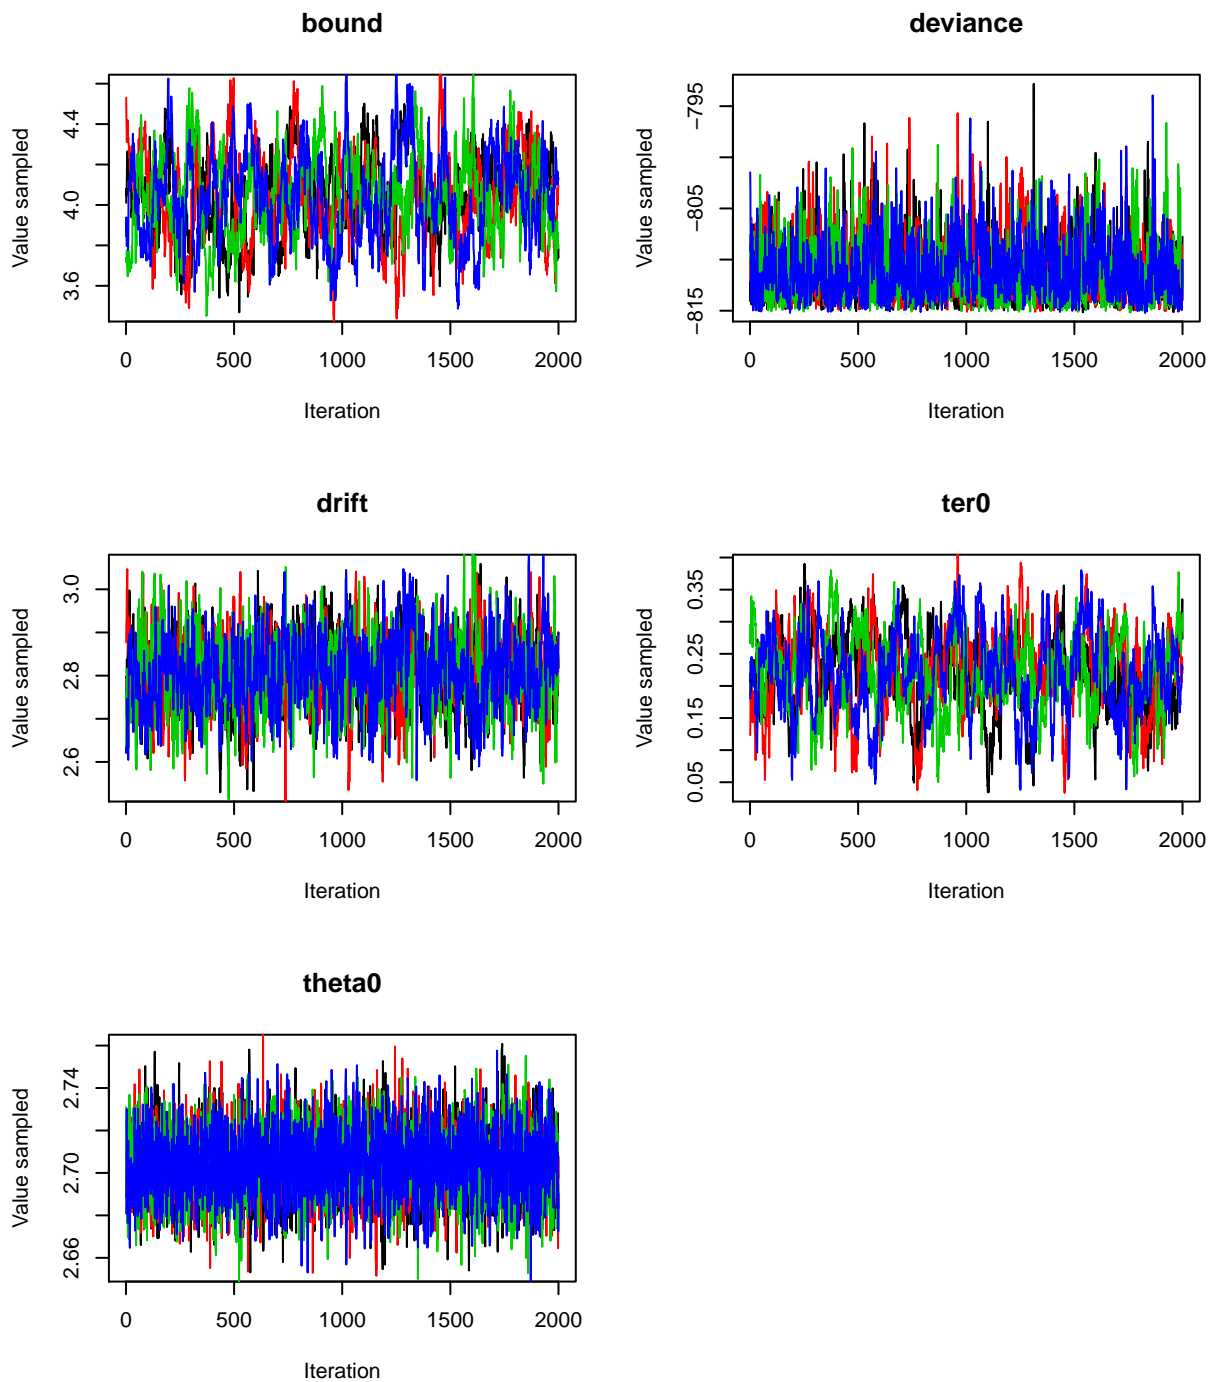 bound
Value sampled
3.6 4.0 4.4
0 500 1000 1500 2000
Iteration
deviance
Value sampled
−815 −805 −795
0 500 1000 1500 2000
Iteration
drift
Value sampled
2.6 2.8 3.0
0 500 1000 1500 2000
Iteration
ter0
Value sampled
0.05 0.15 0.25 0.35
0 500 1000 1500 2000
Iteration
theta0
Value sampled
2.66 2.70 2.74
0 500 1000 1500 2000
Iteration